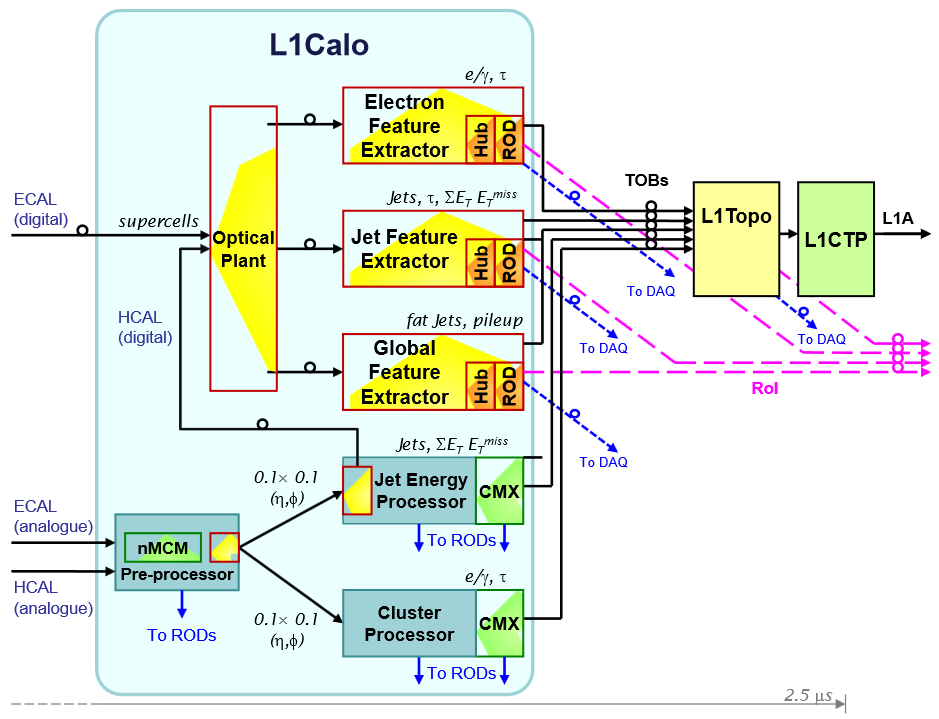 L1Calo
e/γ, τ
Electron
Feature
Extractor
Hub
ROD
TOBs
ECAL
(digital)
supercells
Optical
Plant
Jets, τ, ΣE_T E_T^miss
Jet Feature
Extractor
Hub
ROD
L1Topo
L1CTP
L1A
To DAQ
HCAL
(digital)
fat Jets, pileup
Global
Feature
Extractor
Hub
ROD
To DAQ
To DAQ
RoI
To DAQ
Jets, ΣE_T E_T^miss
0.1× 0.1
(η,ϕ)
Jet Energy
Processor
CMX
To RODs
ECAL
(analogue)
nMCM
Pre-processor
HCAL
(analogue)
To RODs
e/γ, τ
0.1× 0.1
(η,ϕ)
Cluster
Processor
CMX
To RODs
2.5 μs